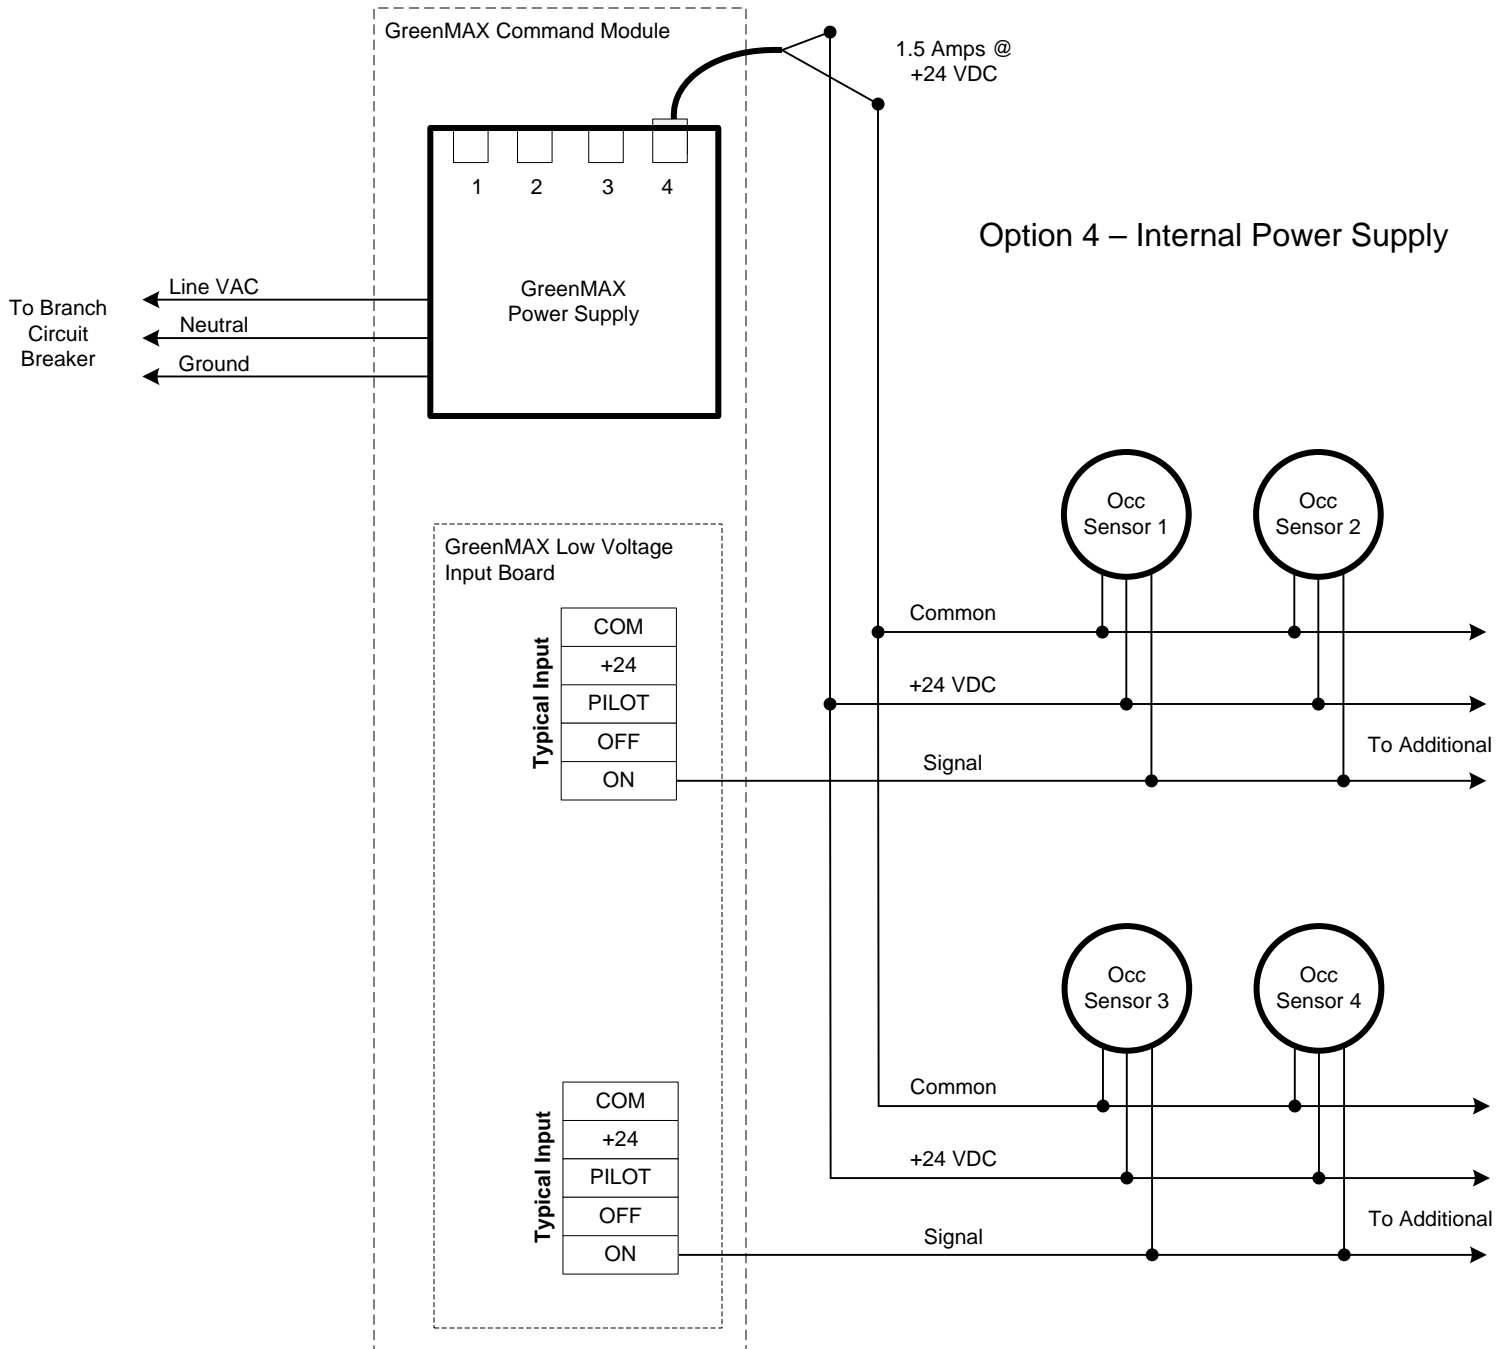 GreenMAX Command Module
1.5 Amps @
+24 VDC
1
2
3
4
Option 4 – Internal Power Supply
GreenMAX
Power Supply
To Branch
Circuit
Breaker
Line VAC
Neutral
Ground
GreenMAX Low Voltage
Input Board
Typical Input
COM
+24
PILOT
OFF
ON
Occ
Sensor 1
Occ
Sensor 2
Common
+24 VDC
Signal
To Additional
Typical Input
COM
+24
PILOT
OFF
ON
Occ
Sensor 3
Occ
Sensor 4
Common
+24 VDC
Signal
To Additional